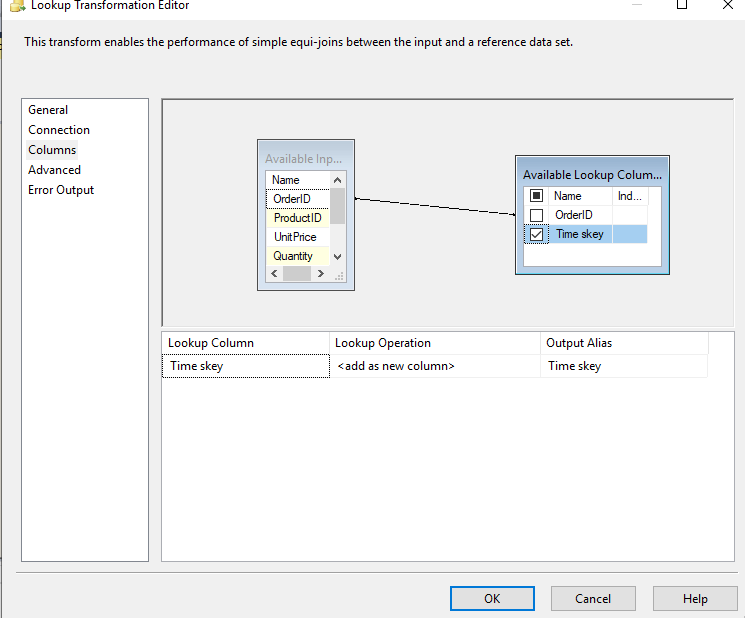 Lookup Transformation Editor
This transform enables the performance of simple equi-joins between the input and a reference data set.
General
Connection
Columns
Advanced
Error Output
Available Inp...
Name
OrderID
ProductID
UnitPrice
Quantity
Available Lookup Colum...
Name Ind...
OrderID
Time skey
Lookup Column Lookup Operation Output Alias
Time skey <add as new column> Time skey
OK Cancel Help